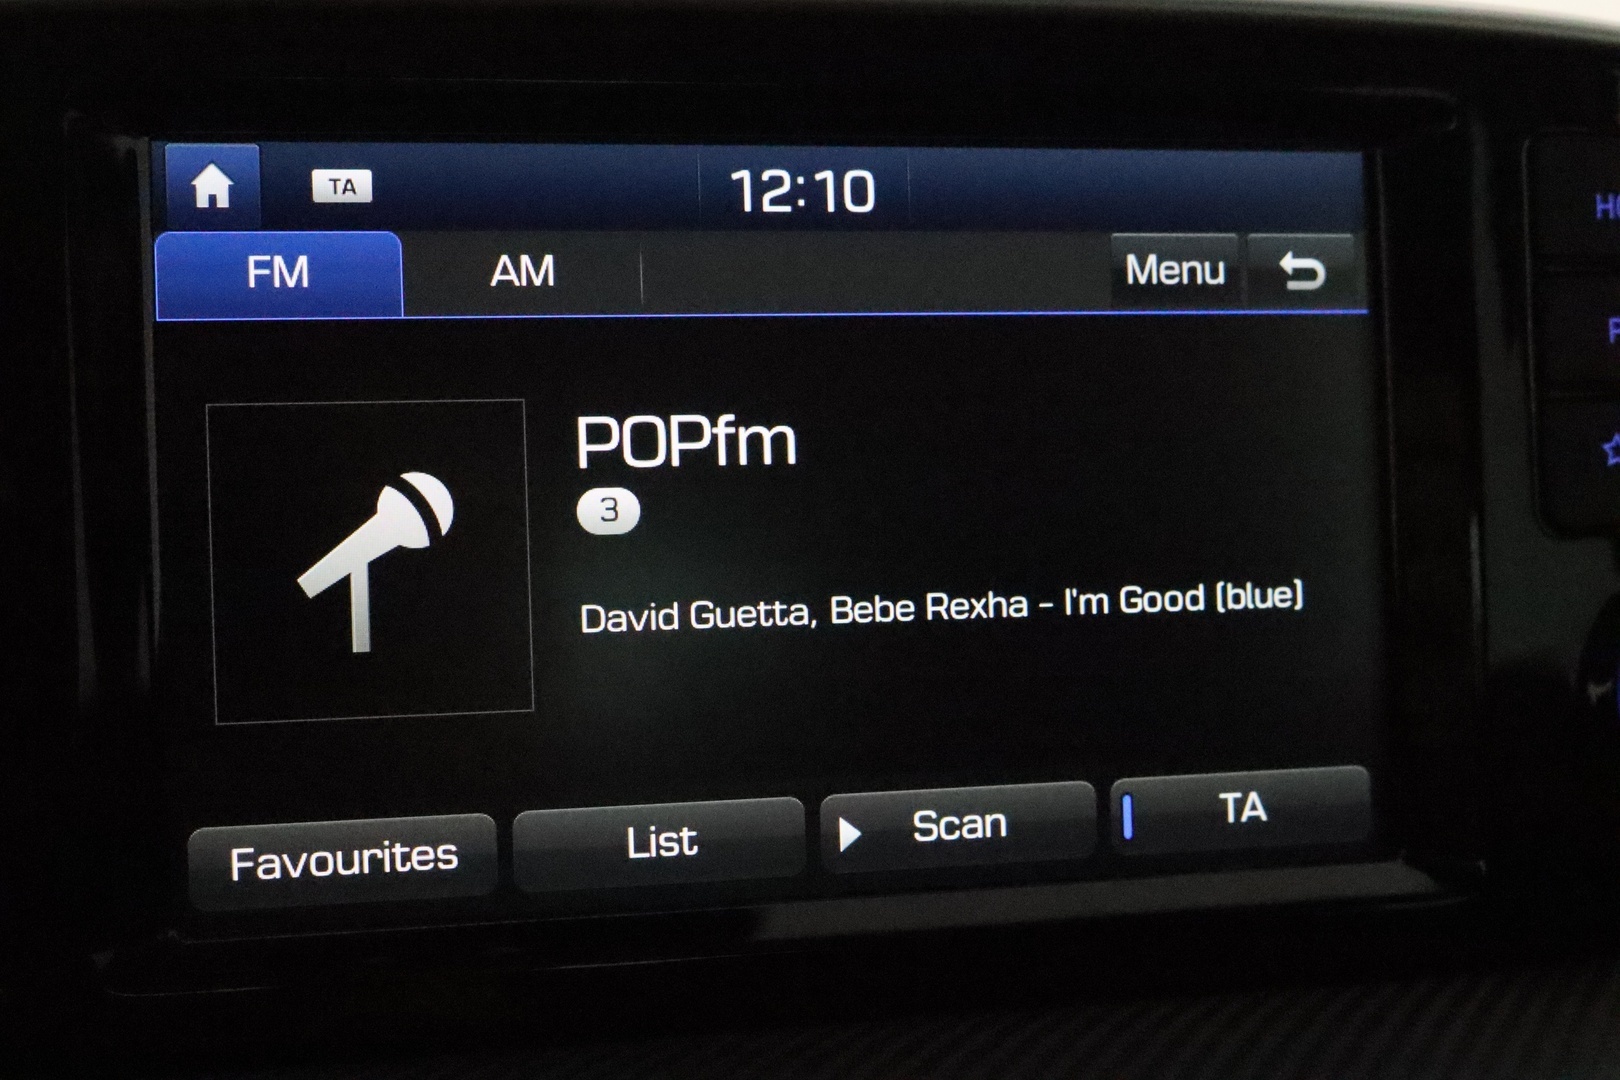 TA
12:10
FM
AM
Menu
POPfm
3
David Guetta, Bebe Rexha - I'm Good (blue)
Favourites
List
Scan
TA